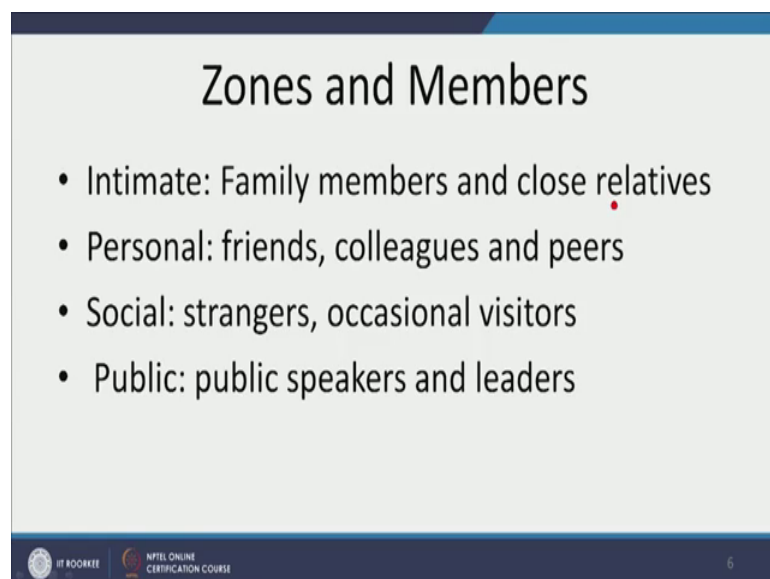 Zones and Members
• Intimate: Family members and close relatives
• Personal: friends, colleagues and peers
• Social: strangers, occasional visitors
• Public: public speakers and leaders
IIT ROORKEE
NPTEL ONLINE
CERTIFICATION COURSE
6